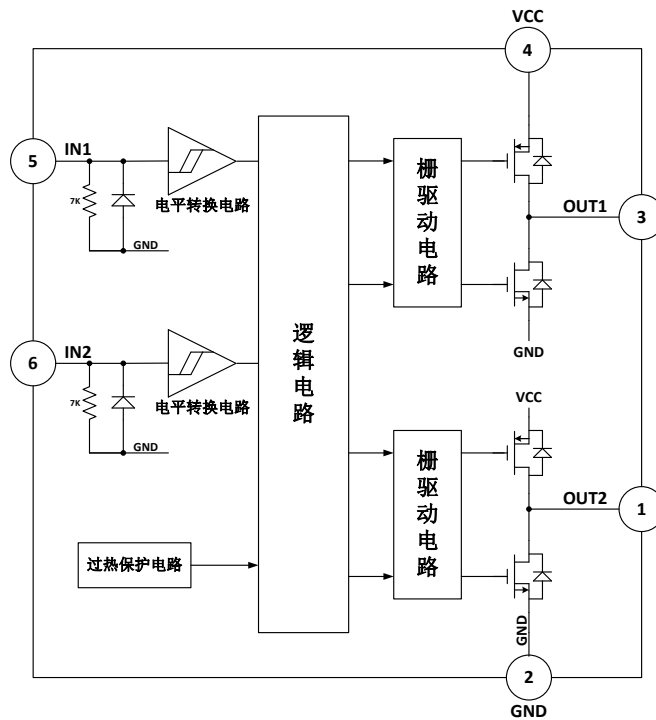 VCC
4
5
IN1
7K
GND
电平转换电路
栅驱动电路
OUT1
3
GND
6
IN2
7K
GND
电平转换电路
逻辑电路
VCC
栅驱动电路
OUT2
1
过热保护电路
GND
2
GND